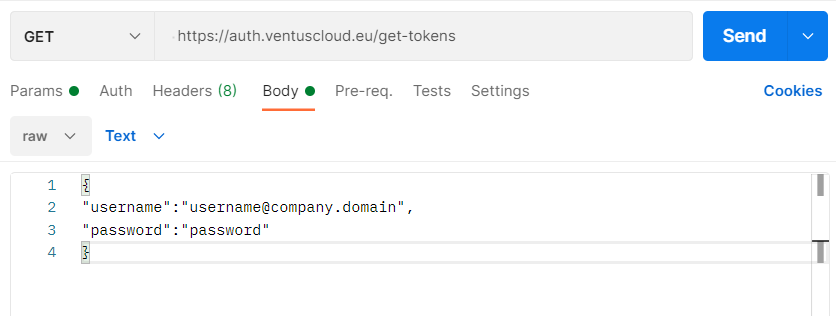 GET https://auth.ventuscloud.eu/get-tokens Send
Params Auth Headers (8) Body Pre-req. Tests Settings Cookies
raw Text
1 {
2 "username":"username@company.domain",
3 "password":"password"
4 }